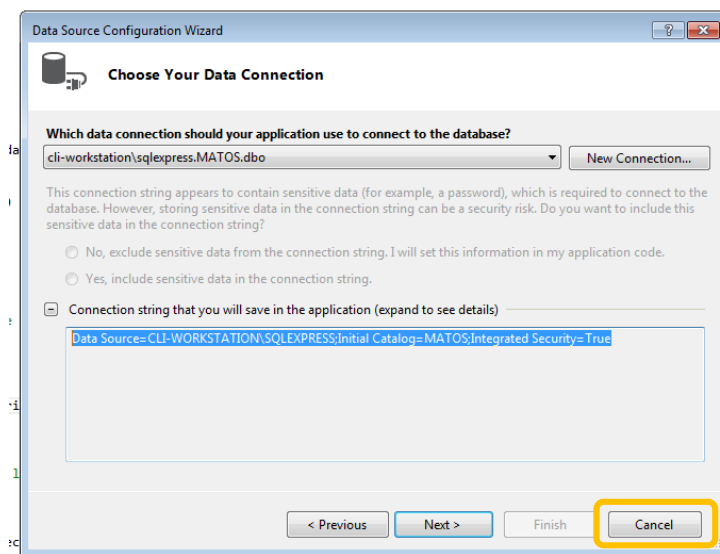 Data Source Configuration Wizard
Choose Your Data Connection
Which data connection should your application use to connect to the database?
cli-workstation\sqlexpress.MATOS.dbo
New Connection...
This connection string appears to contain sensitive data (for example, a password), which is required to connect to the
database. However, storing sensitive data in the connection string can be a security risk. Do you want to include this
sensitive data in the connection string?
No, exclude sensitive data from the connection string. I will set this information in my application code.
Yes, include sensitive data in the connection string.
Connection string that you will save in the application (expand to see details)
Data Source=CLI-WORKSTATION\SQLEXPRESS;Initial Catalog=MATOS;Integrated Security=True
< Previous
Next >
Finish
Cancel